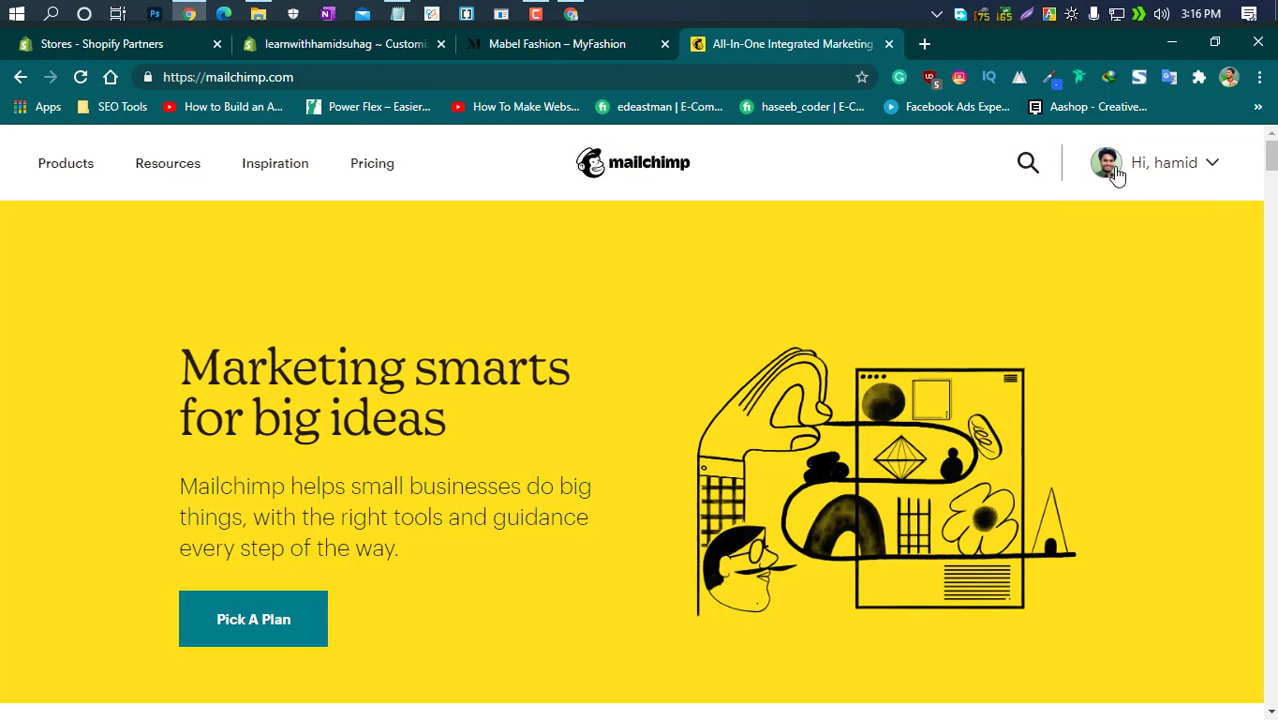 3:16 PM
Stores - Shopify Partners
learnwithhamidsuhag ~ Customi
Mabel Fashion – MyFashion
All-In-One Integrated Marketing
https://mailchimp.com
Apps
SEO Tools
How to Build an A...
Power Flex – Easier...
How To Make Webs...
edeastman | E-Com...
haseeb_coder | E-C...
Facebook Ads Expe...
Aashop - Creative...
Products
Resources
Inspiration
Pricing
mailchimp
Hi, hamid
Marketing smarts
for big ideas
Mailchimp helps small businesses do big
things, with the right tools and guidance
every step of the way.
Pick A Plan